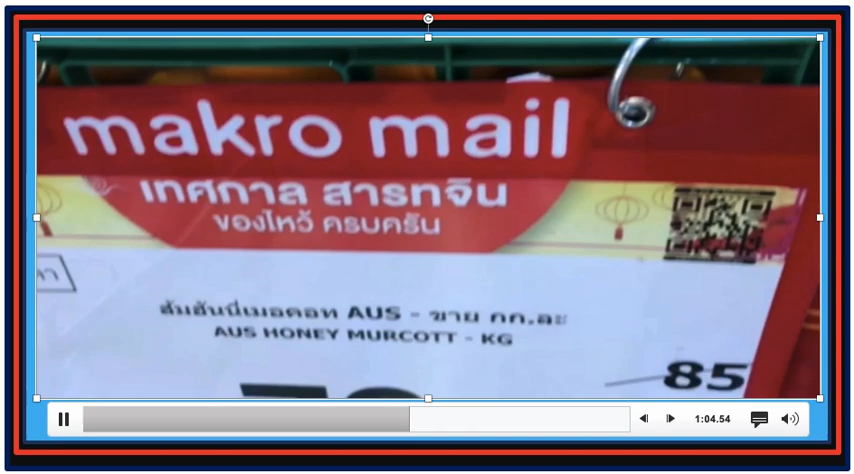 makro mail
เทศกาล สารทจีน
ของไหว้ ครบครัน
ส้มฮันนี่เมอคอท AUS - ขาย กก.ละ
AUS HONEY MURCOTT - KG
85
1:04.54